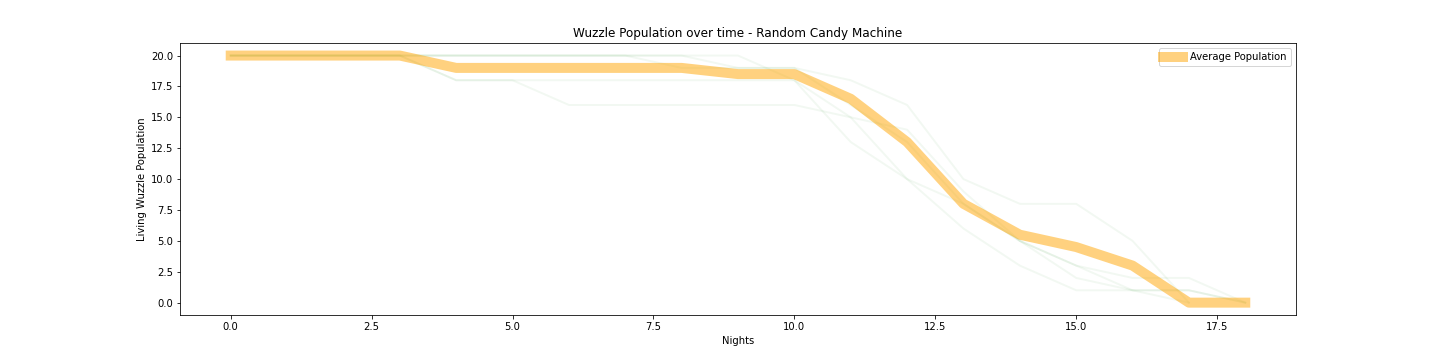 Wuzzle Population over time - Random Candy Machine
Average Population
20.0
17.5
15.0
12.5
10.0
7.5
5.0
2.5
0.0
Living Wuzzle Population
0.0 2.5 5.0 7.5 10.0 12.5 15.0 17.5
Nights